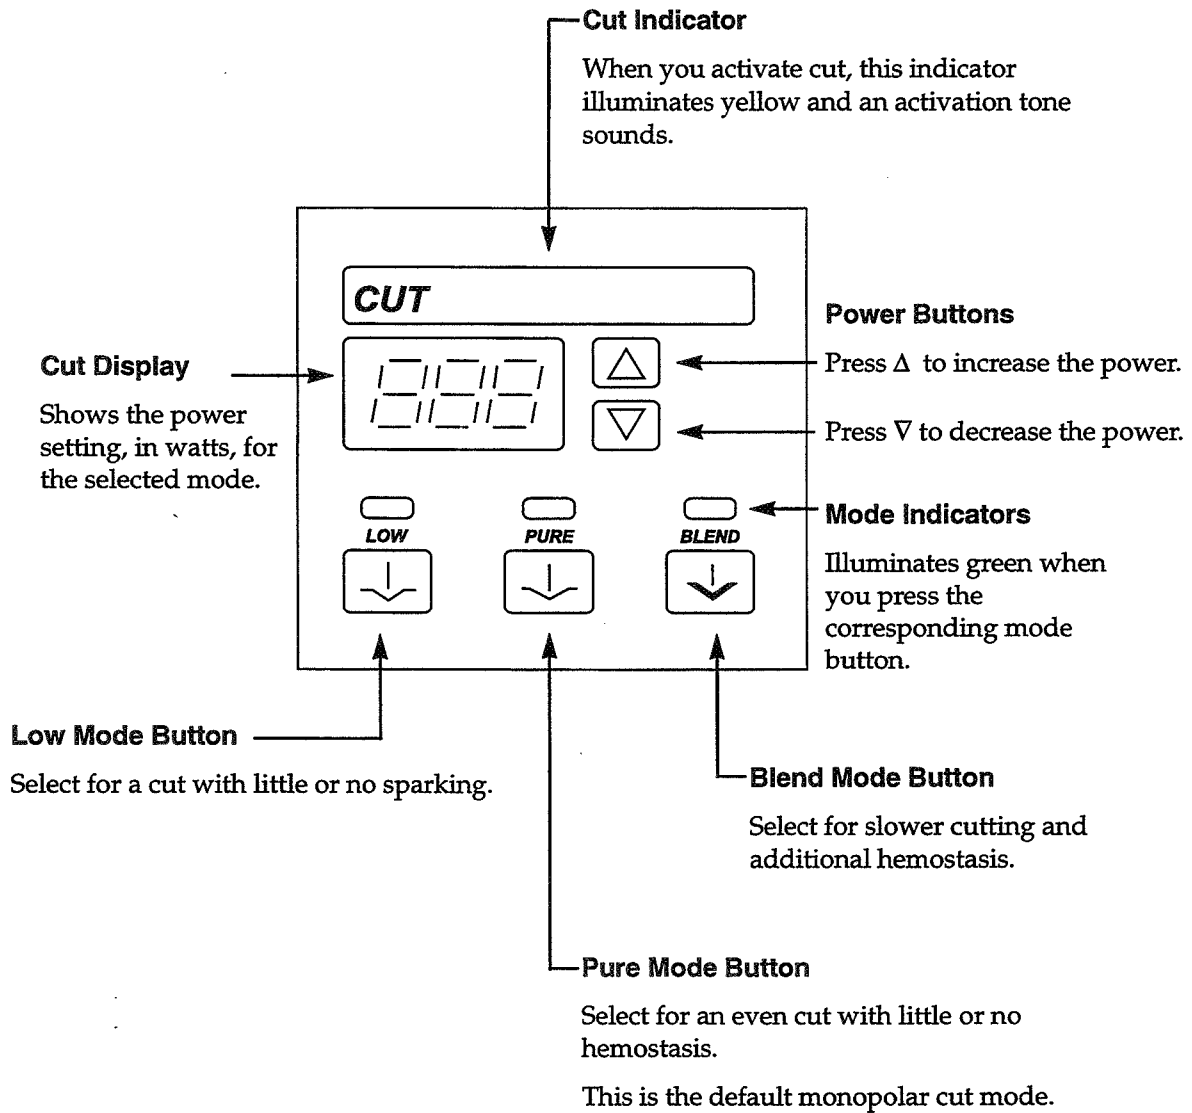 Cut Indicator
When you activate cut, this indicator
illuminates yellow and an activation tone
sounds.
CUT
Power Buttons
Press Δ to increase the power.
Press ∇ to decrease the power.
Cut Display
Shows the power
setting, in watts, for
the selected mode.
888
LOW
PURE
BLEND
Mode Indicators
Illuminates green when
you press the
corresponding mode
button.
Low Mode Button
Select for a cut with little or no sparking.
Blend Mode Button
Select for slower cutting and
additional hemostasis.
Pure Mode Button
Select for an even cut with little or no
hemostasis.
This is the default monopolar cut mode.